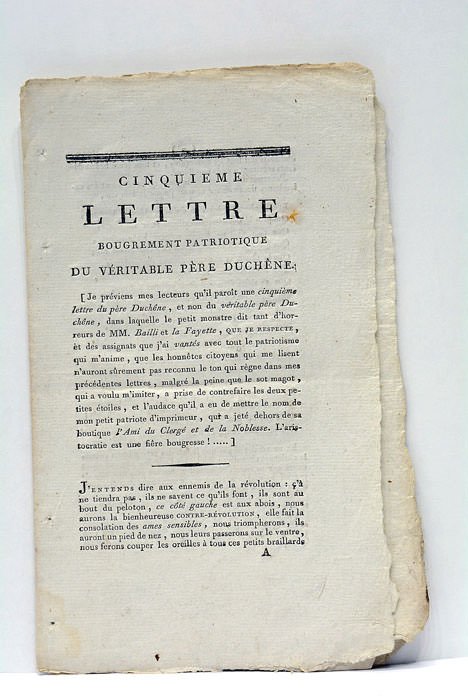 CINQUIEME
LETTRE
BOUGREMENT PATRIOTIQUE
DU VÉRITABLE PÈRE DUCHÊNE.
[Je préviens mes lecteurs qu'il paroît une cinquième
lettre du père Duchêne, et non du véritable père Du-
chêne, dans laquelle le petit monstre dit tant d'hor-
reurs de MM. Bailli et la Fayette, QUE JE RESPECTE,
et des assignats que j'ai vantés avec tout le patriotisme
qui m'anime, que les honnêtes citoyens qui me lisent
n'auront sûrement pas reconnu le ton qui règne dans mes
précédentes lettres, malgré la peine que le sot magot,
qui a voulu m'imiter, a prise de contrefaire les deux pe-
tites étoiles, et l'audace qu'il a eu de mettre le nom de
mon petit patriote d'imprimeur, qui a jeté dehors de sa
boutique l'Ami du Clergé et de la Noblesse. L'aris-
tocratie est une fière bougresse ! ..... ]
J'ENTENDS dire aux ennemis de la révolution : ç'à
ne tiendra pas, ils ne savent ce qu'ils font, ils sont au
bout du peloton, ce côté gauche est aux abois, nous
aurons la bienheureuse CONTRE-RÉVOLUTION, elle fait la
consolation des ames sensibles, nous triompherons, ils
auront un pied de nez, nous leurs passerons sur le ventre,
nous ferons couper les oreilles à tous ces petits braillards
A